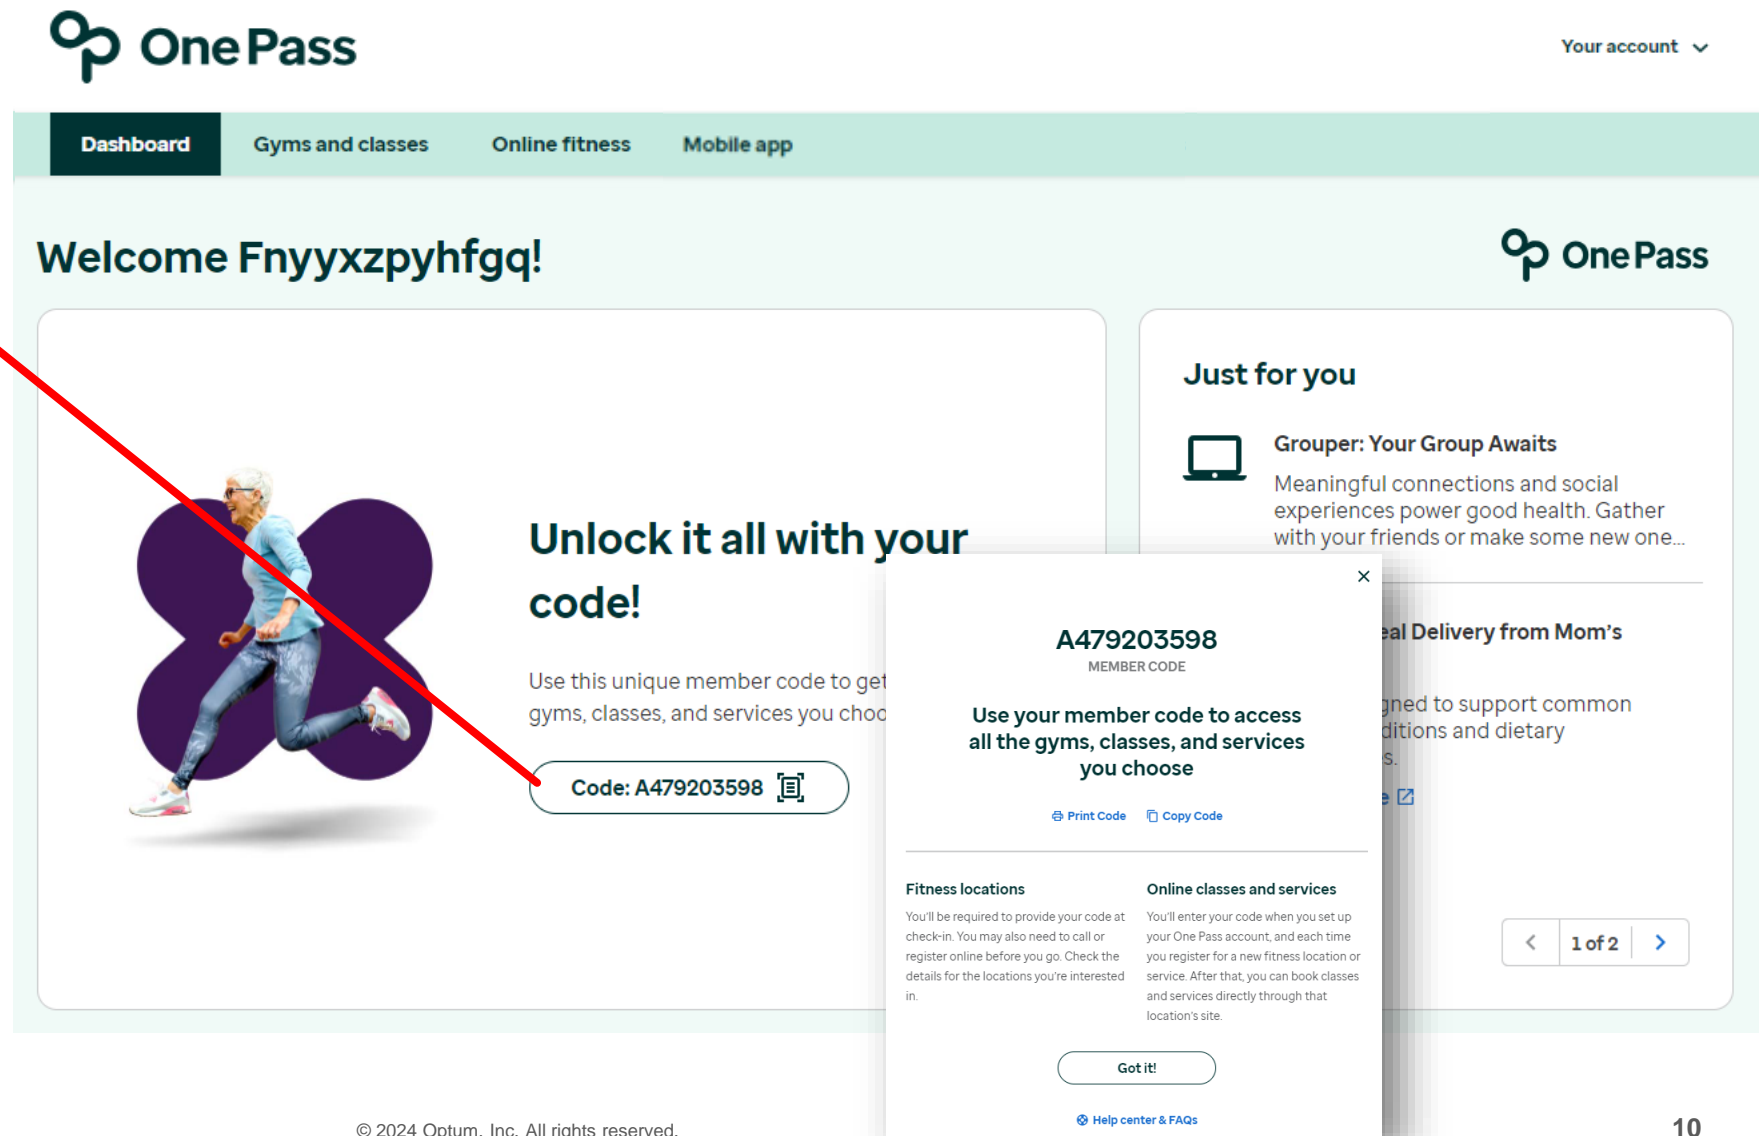 One Pass
Your account
Dashboard
Gyms and classes
Online fitness
Mobile app
Welcome Fnyyxzpyhfgq!
One Pass
Unlock it all with your
code!
Use this unique member code to get
gyms, classes, and services you choo
Code: A479203598
Just for you
Grouper: Your Group Awaits
Meaningful connections and social
experiences power good health. Gather
with your friends or make some new one...
eal Delivery from Mom's
gned to support common
ditions and dietary
s.
e
1 of 2
A479203598
MEMBER CODE
Use your member code to access
all the gyms, classes, and services
you choose
Print Code
Copy Code
Fitness locations
You'll be required to provide your code at
check-in. You may also need to call or
register online before you go. Check the
details for the locations you're interested
in.
Online classes and services
You'll enter your code when you set up
your One Pass account, and each time
you register for a new fitness location or
service. After that, you can book classes
and services directly through that
location's site.
Got it!
Help center & FAQs
© 2024 Optum, Inc. All rights reserved.
10